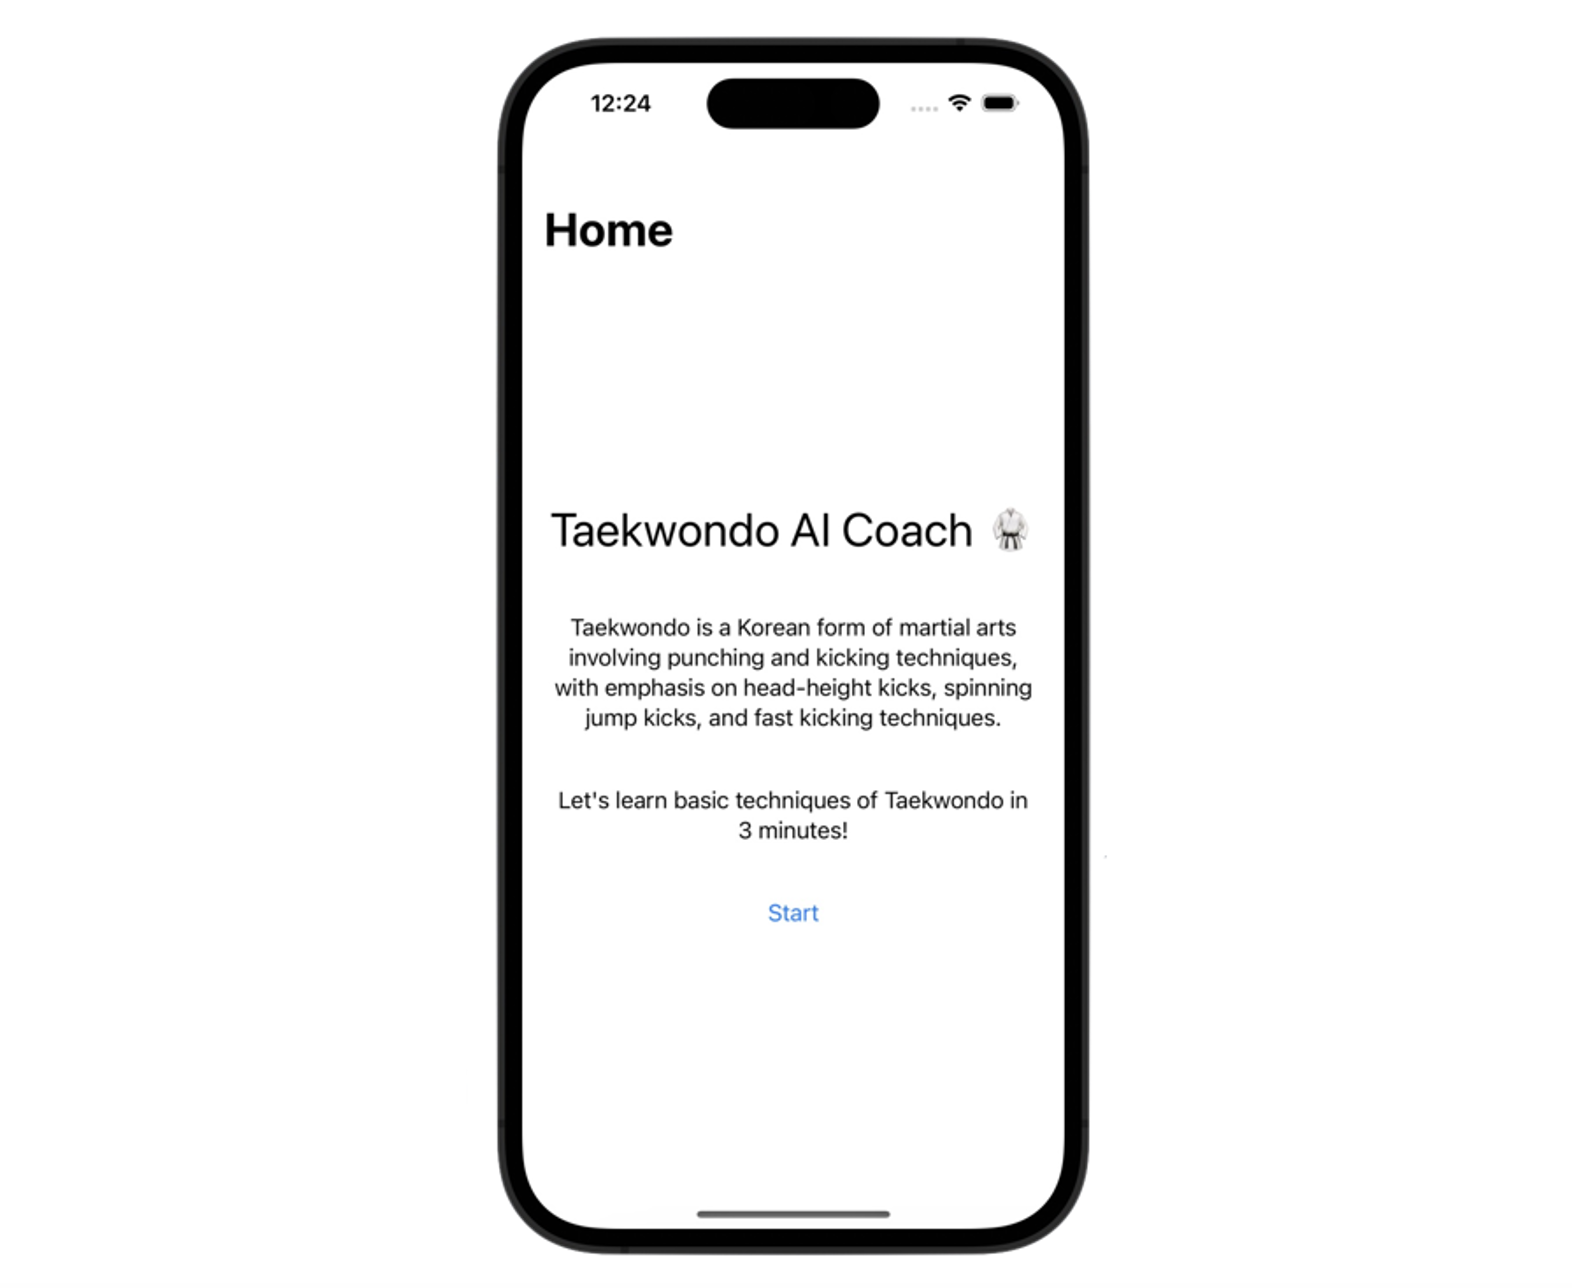 12:24
Home
Taekwondo AI Coach 🥋
Taekwondo is a Korean form of martial arts
involving punching and kicking techniques,
with emphasis on head-height kicks, spinning
jump kicks, and fast kicking techniques.
Let's learn basic techniques of Taekwondo in
3 minutes!
Start